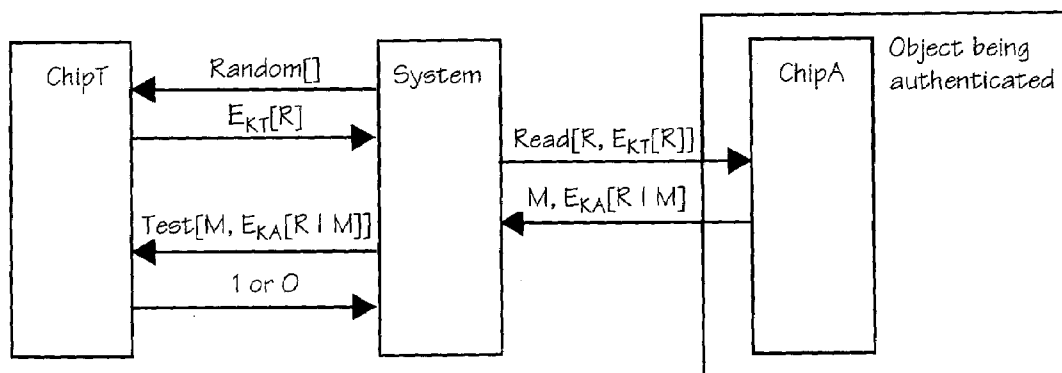 ChipT
Random[]
E_KT[R]
Test[M, E_KA[R | M]]
1 or 0
System
Read[R, E_KT[R]]
M, E_KA[R | M]
ChipA
Object being
authenticated